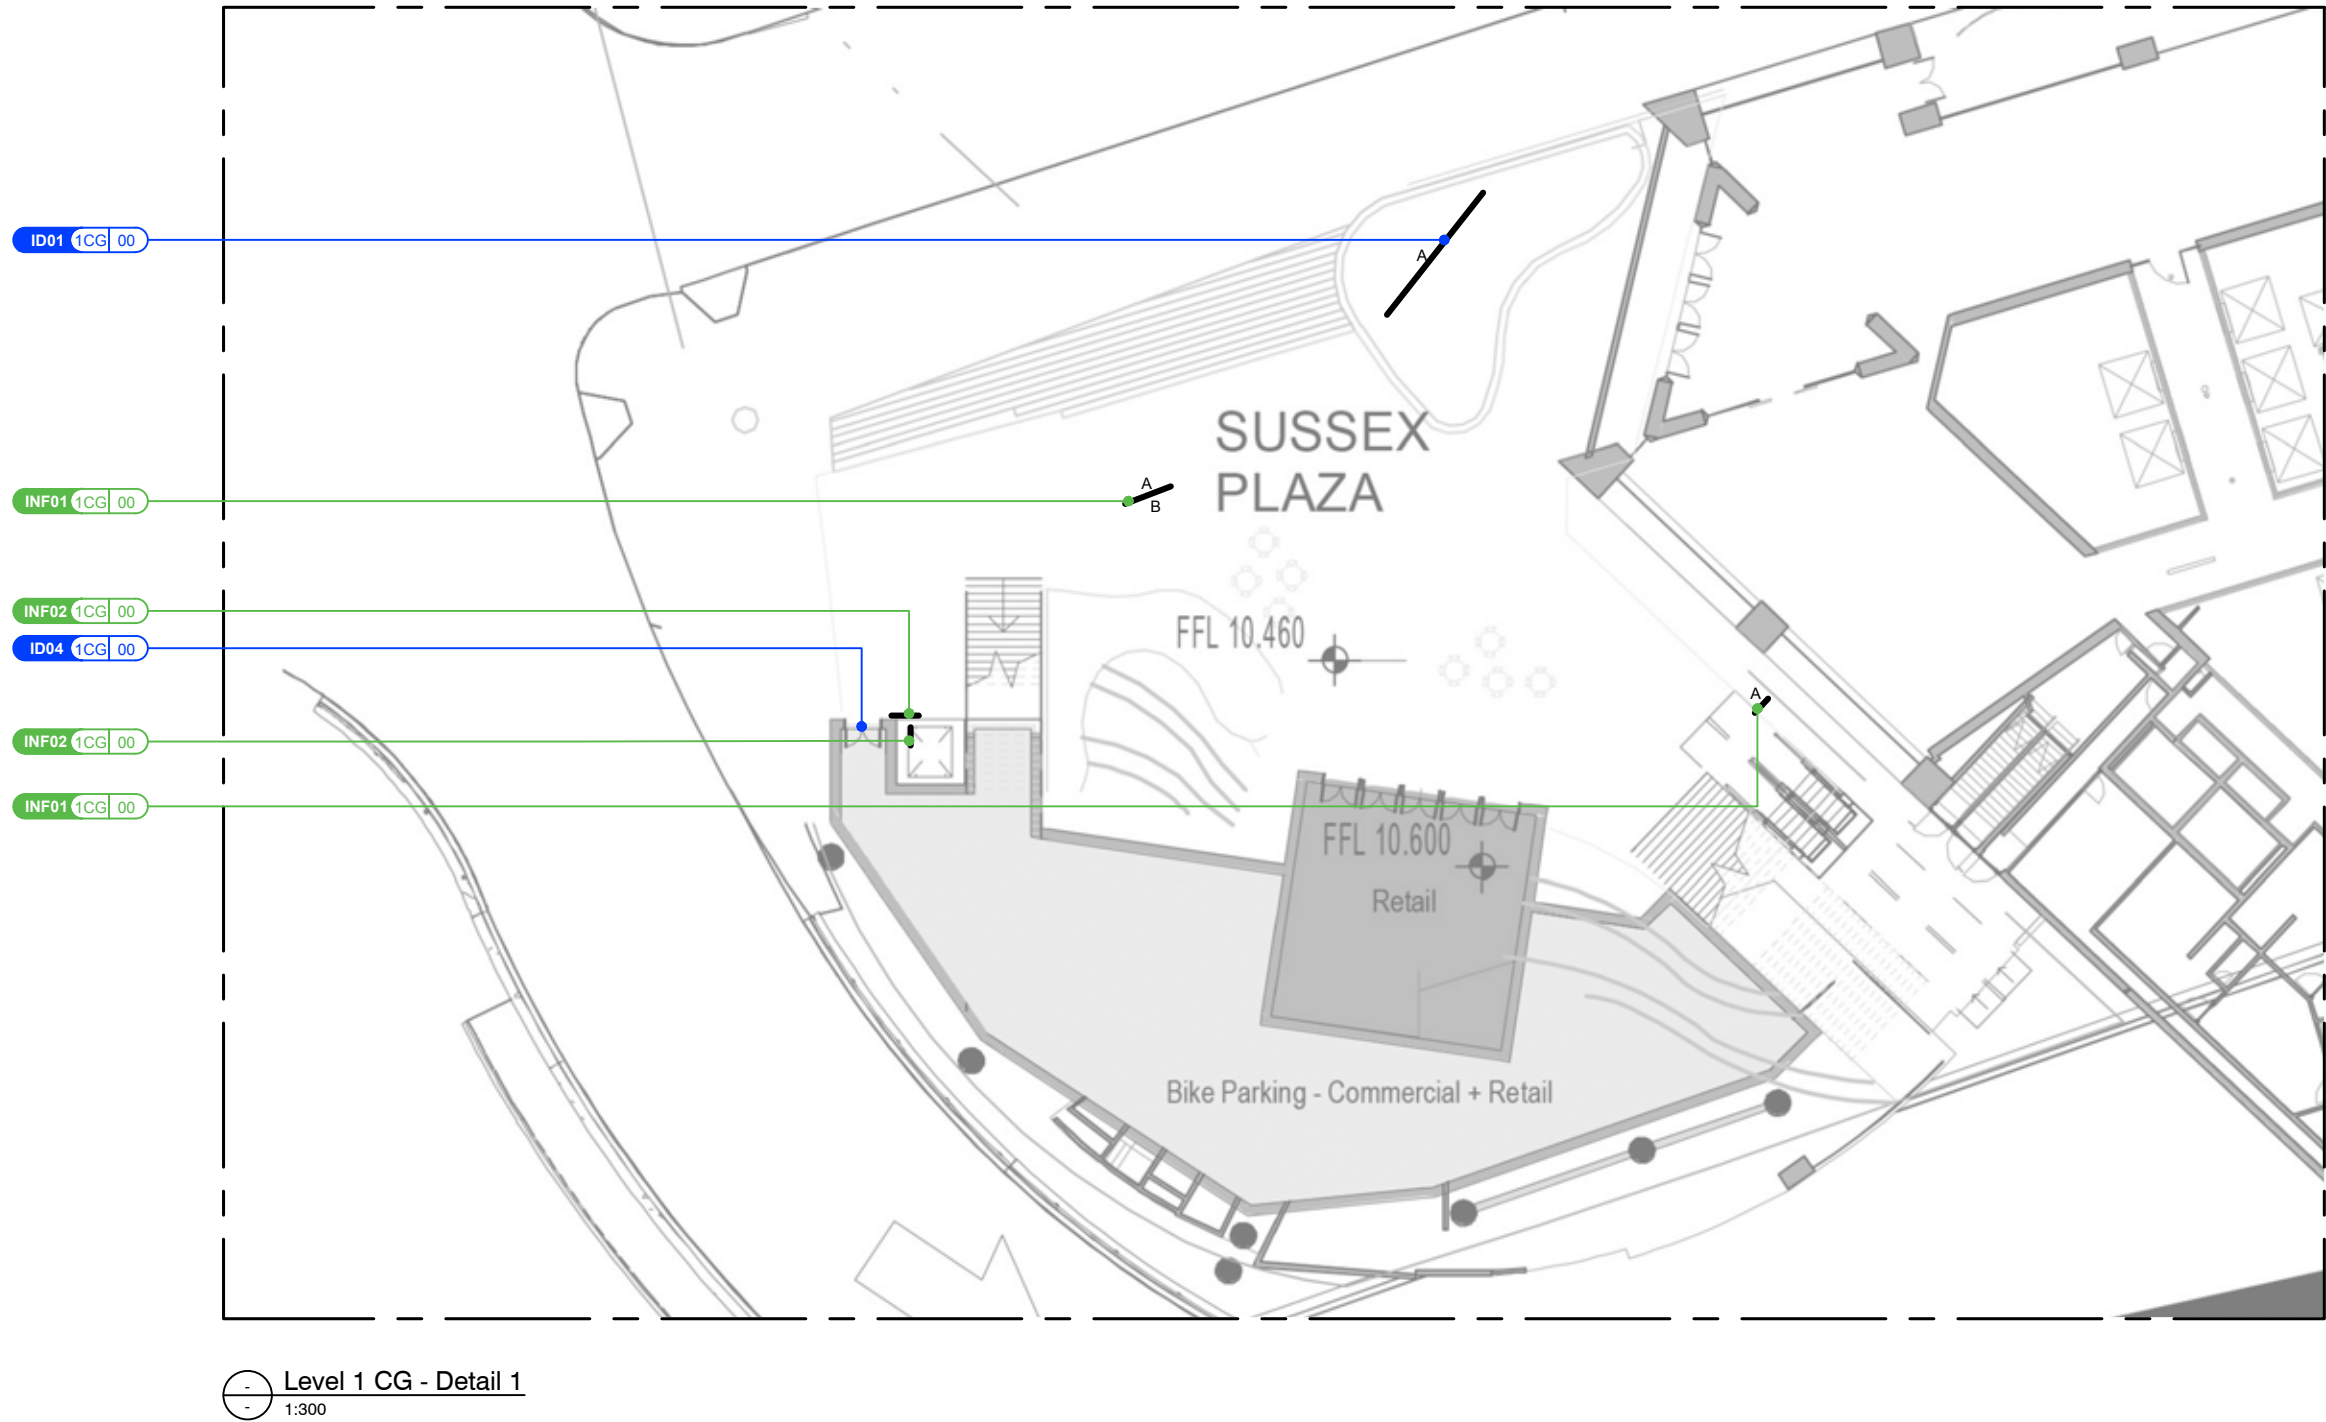 ID01 1CG 00
A
SUSSEX
PLAZA
INF01 1CG 00
A
B
INF02 1CG 00
FFL 10.460
ID04 1CG 00
A
INF02 1CG 00
INF01 1CG 00
FFL 10.600
Retail
Bike Parking - Commercial + Retail
-
-
Level 1 CG - Detail 1
1:300